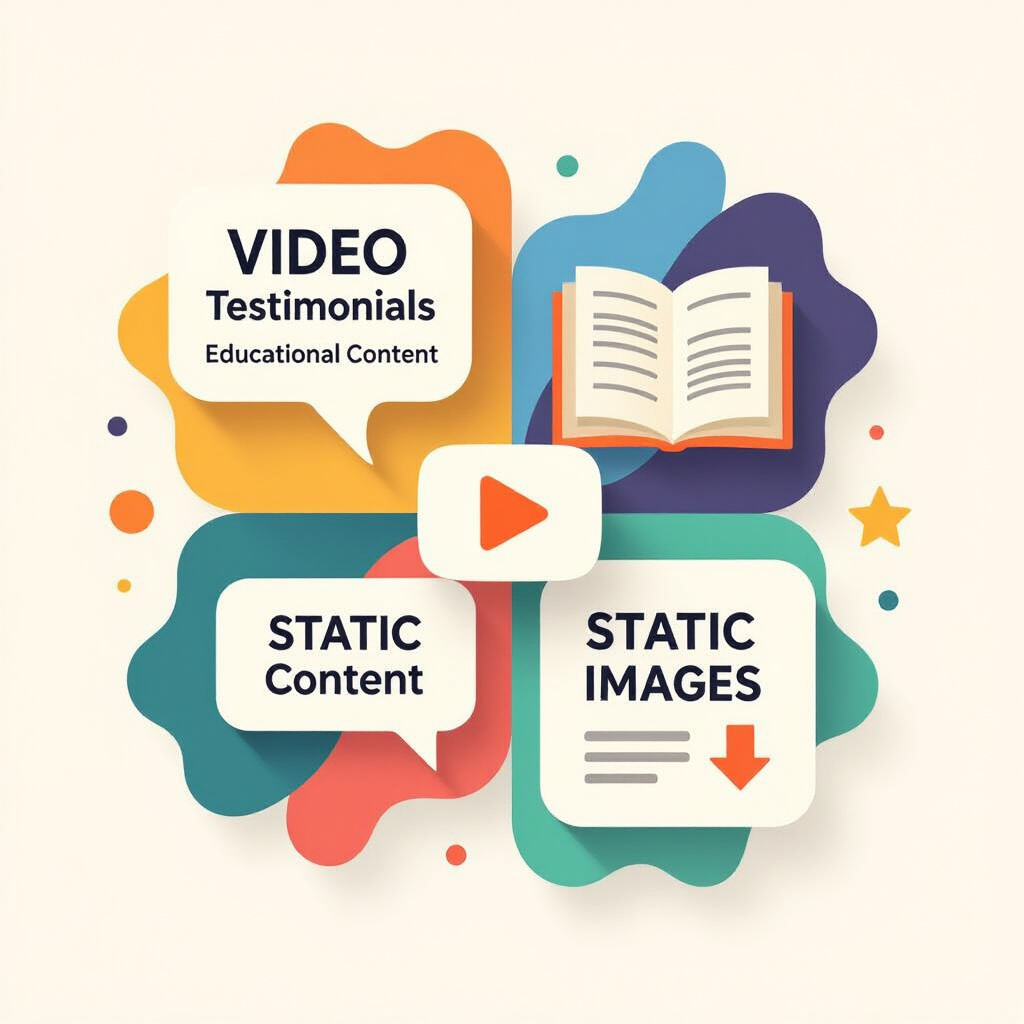 VIDEO
Testimonials
Educational Content
STATIC
Content
STATIC
IMAGES